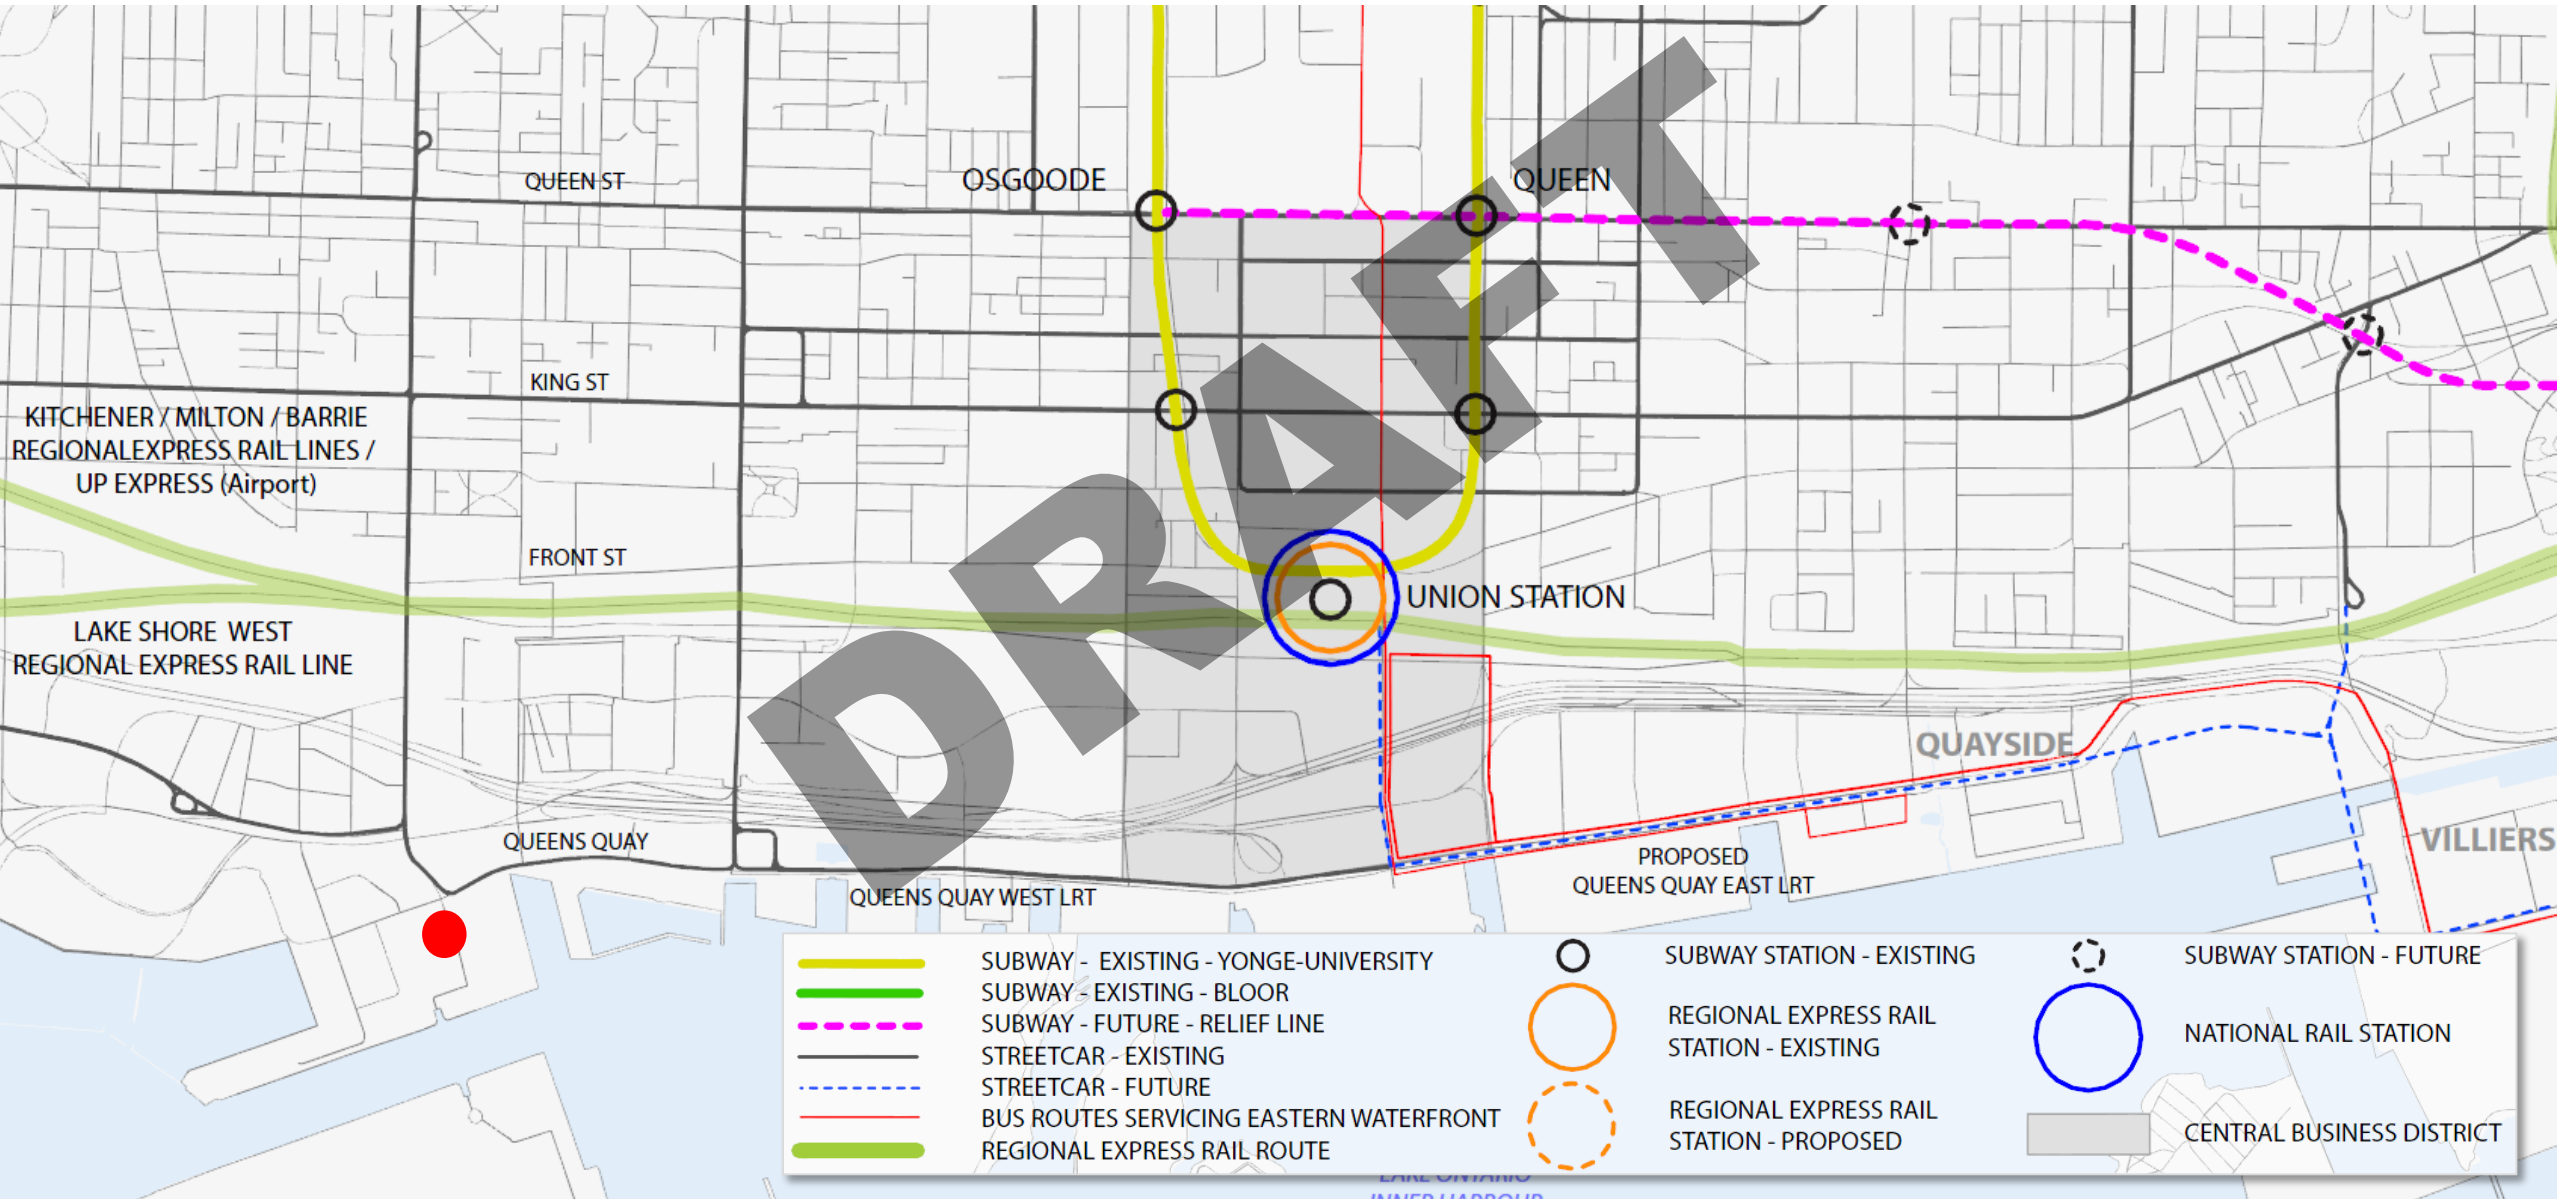 OSGOODE
QUEEN
QUEEN ST
KING ST
KITCHENER / MILTON / BARRIE
REGIONALEXPRESS RAIL LINES /
UP EXPRESS (Airport)
FRONT ST
UNION STATION
LAKE SHORE WEST
REGIONAL EXPRESS RAIL LINE
DRAFT
QUAYSIDE
QUEENS QUAY
VILLIERS
PROPOSED
QUEENS QUAY EAST LRT
QUEENS QUAY WEST LRT
SUBWAY - EXISTING - YONGE-UNIVERSITY
SUBWAY - EXISTING - BLOOR
SUBWAY - FUTURE - RELIEF LINE
STREETCAR - EXISTING
STREETCAR - FUTURE
BUS ROUTES SERVICING EASTERN WATERFRONT
REGIONAL EXPRESS RAIL ROUTE
SUBWAY STATION - EXISTING
REGIONAL EXPRESS RAIL
STATION - EXISTING
REGIONAL EXPRESS RAIL
STATION - PROPOSED
SUBWAY STATION - FUTURE
NATIONAL RAIL STATION
CENTRAL BUSINESS DISTRICT
LAKE ONTARIO
INNER HARBOUR